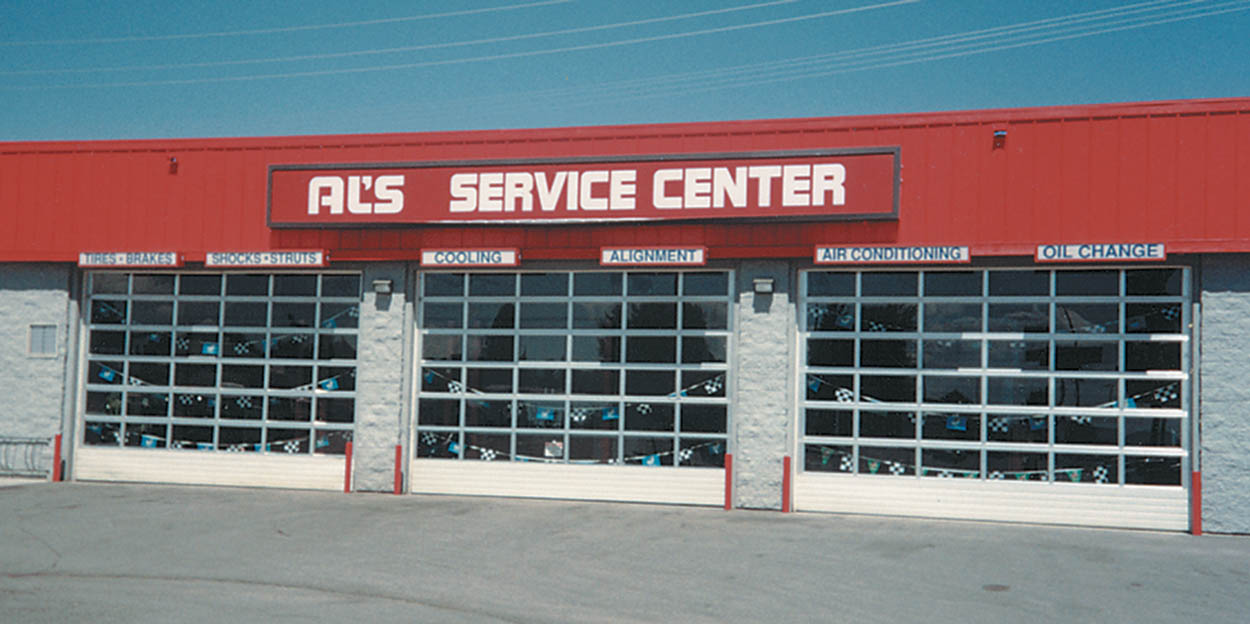 AL'S SERVICE CENTER
TIRES • BRAKES
SHOCKS • STRUTS
COOLING
ALIGNMENT
AIR CONDITIONING
OIL CHANGE